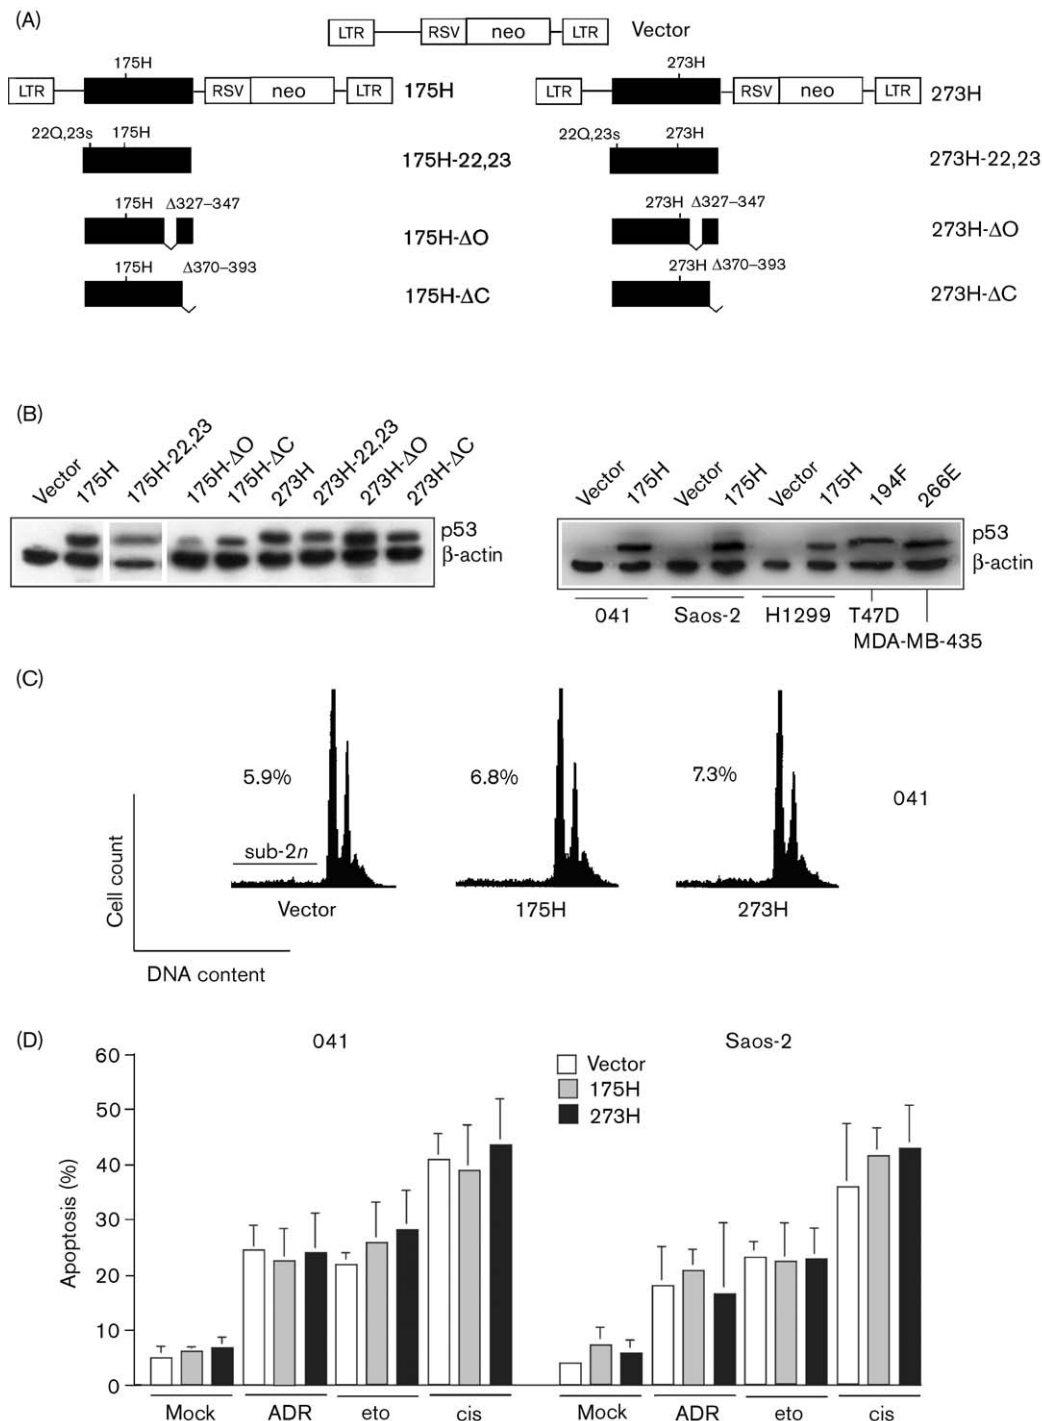 (A)
LTR RSV neo LTR Vector
175H
LTR RSV neo LTR 175H
273H
LTR RSV neo LTR 273H
22Q,23s 175H
175H-22,23
22Q,23s 273H
273H-22,23
175H Δ327–347
175H-ΔO
273H Δ327–347
273H-ΔO
175H Δ370–393
175H-ΔC
273H Δ370–393
273H-ΔC
(B)
Vector 175H 175H-22,23 175H-ΔO 175H-ΔC 273H 273H-22,23 273H-ΔO 273H-ΔC
p53
β-actin
Vector 175H Vector 175H Vector 175H 194F 266E
p53
β-actin
041 Saos-2 H1299 T47D
MDA-MB-435
(C)
5.9% 6.8% 7.3% 041
sub-2n
Cell count
Vector 175H 273H
DNA content
(D)
041 Saos-2
Vector
175H
273H
Apoptosis (%)
60
50
40
30
20
10
0
Mock ADR eto cis Mock ADR eto cis